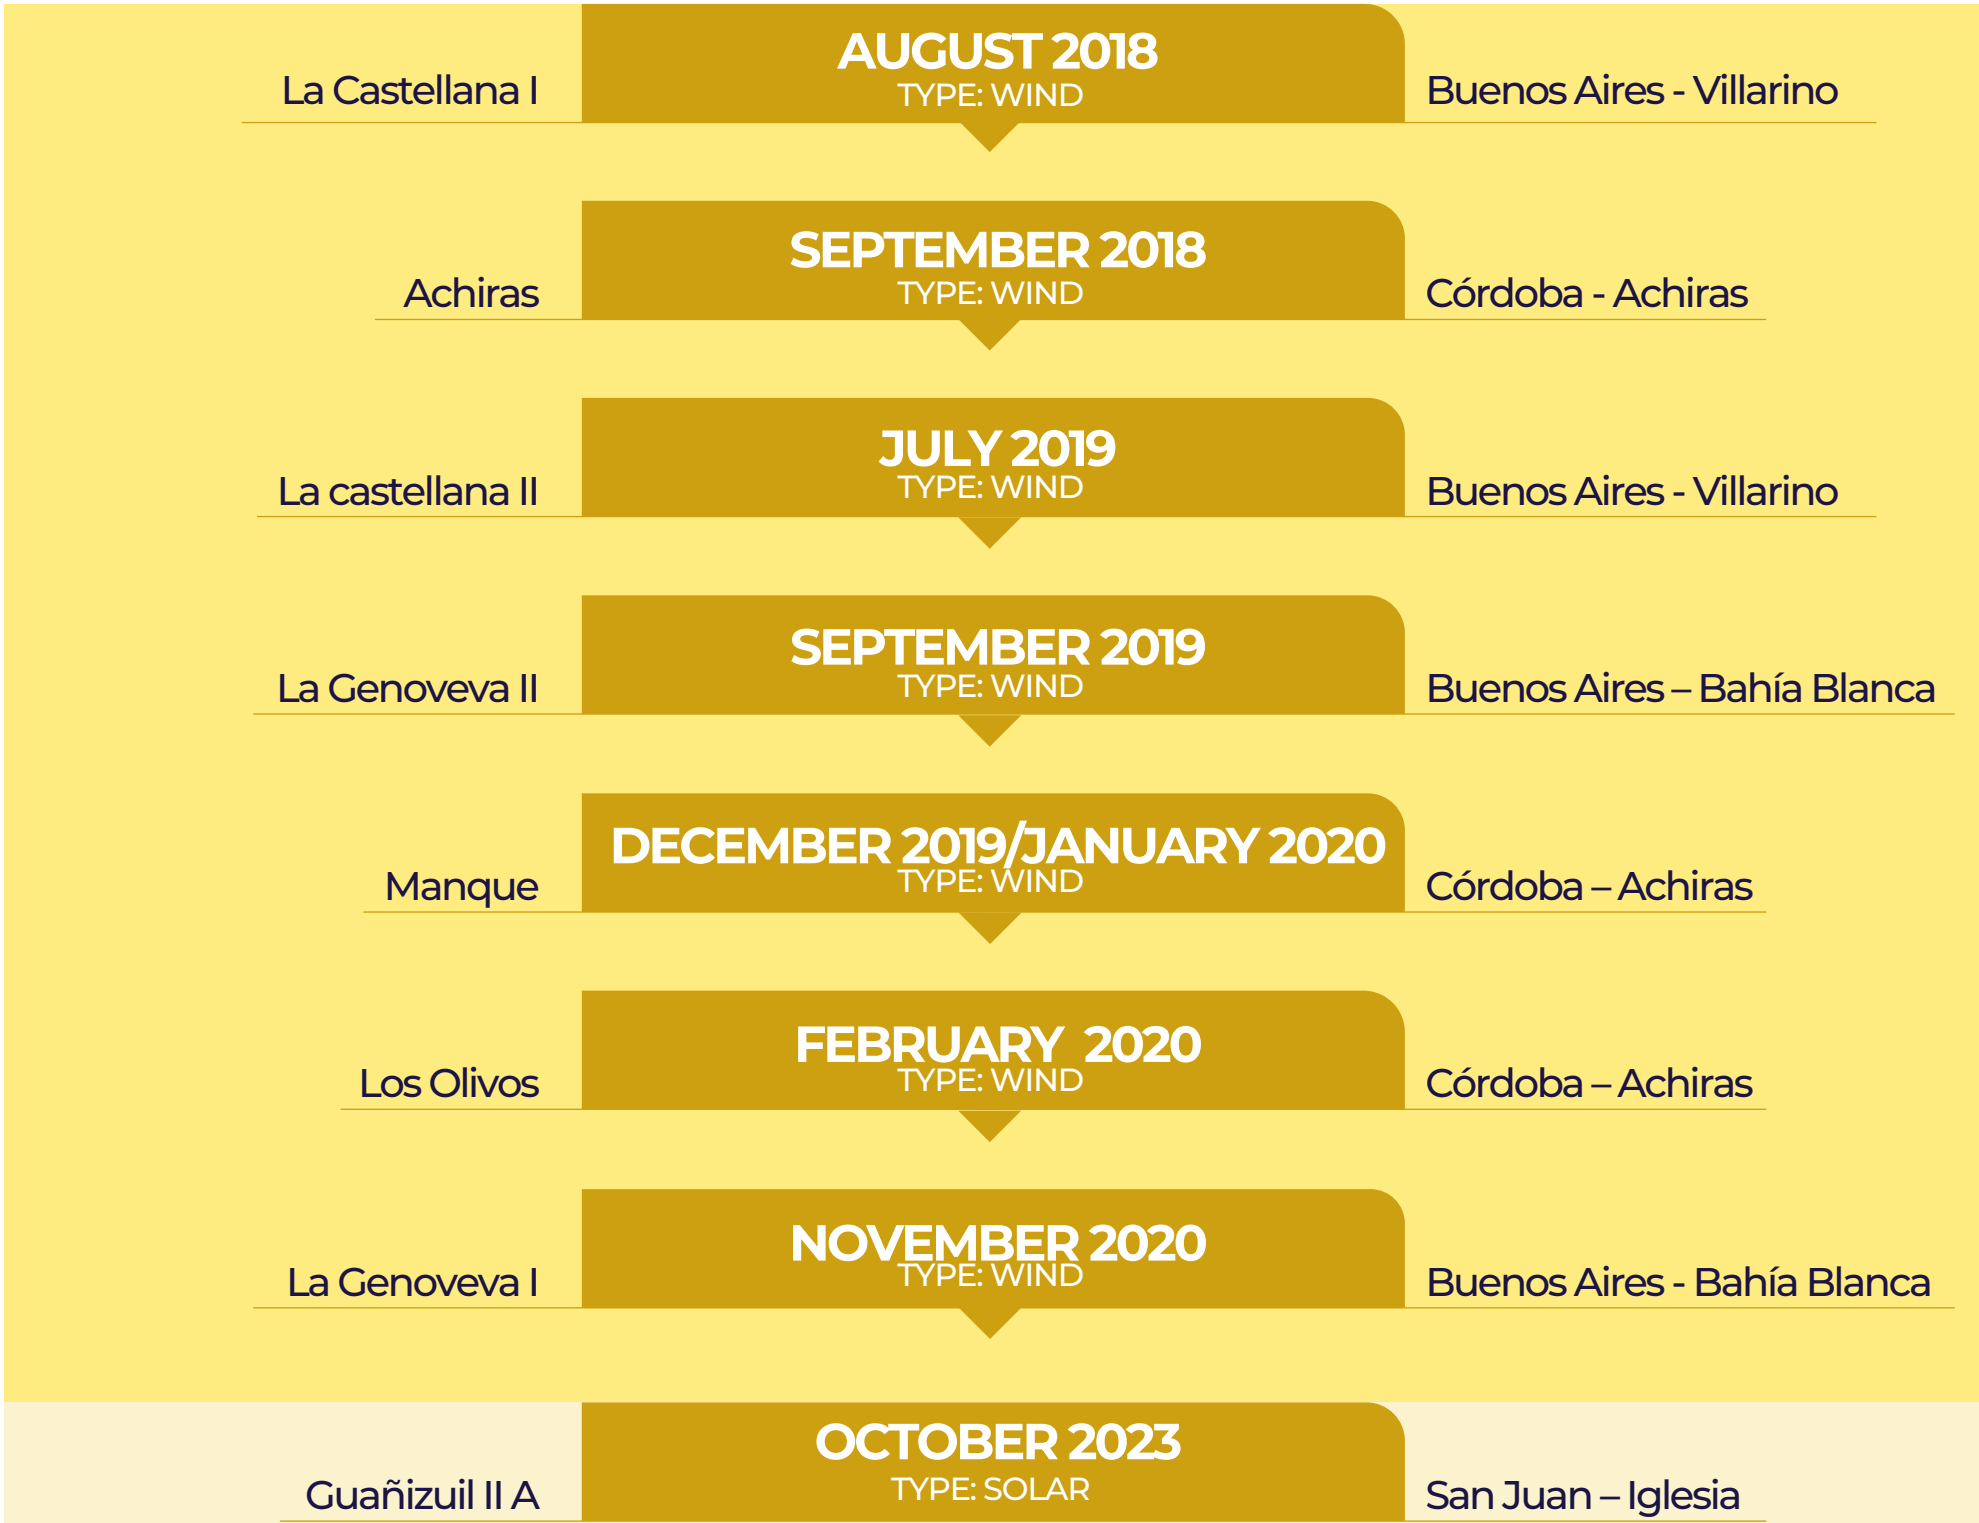 AUGUST 2018
TYPE: WIND
La Castellana I
Buenos Aires - Villarino
SEPTEMBER 2018
TYPE: WIND
Achiras
Córdoba - Achiras
JULY 2019
TYPE: WIND
La castellana II
Buenos Aires - Villarino
SEPTEMBER 2019
TYPE: WIND
La Genoveva II
Buenos Aires – Bahía Blanca
DECEMBER 2019/JANUARY 2020
TYPE: WIND
Manque
Córdoba – Achiras
FEBRUARY 2020
TYPE: WIND
Los Olivos
Córdoba – Achiras
NOVEMBER 2020
TYPE: WIND
La Genoveva I
Buenos Aires - Bahía Blanca
OCTOBER 2023
TYPE: SOLAR
Guañizuil II A
San Juan – Iglesia